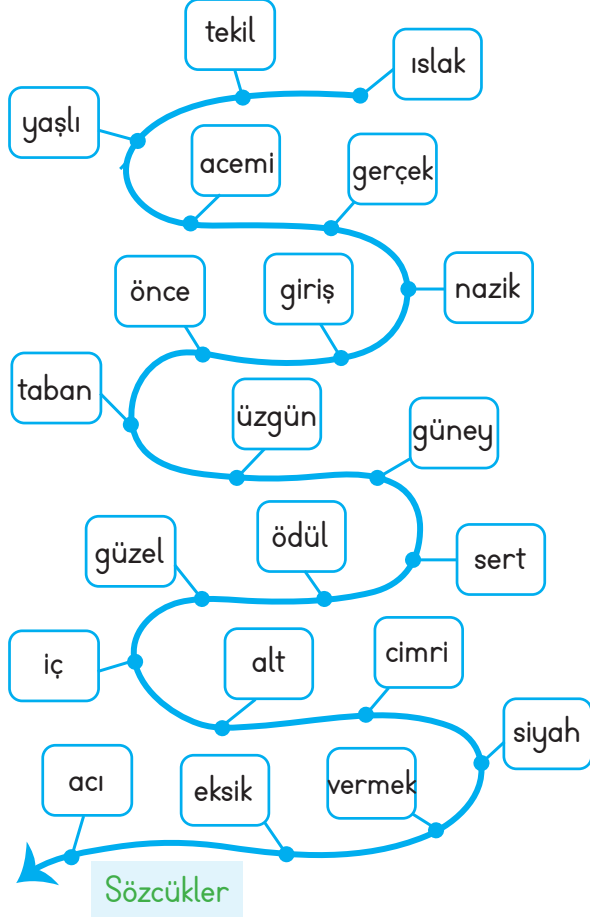 tekil
ıslak
yaşlı
acemi
gerçek
önce
giriş
nazik
taban
üzgün
güney
güzel
ödül
sert
iç
alt
cimri
siyah
acı
eksik
vermek
Sözcükler